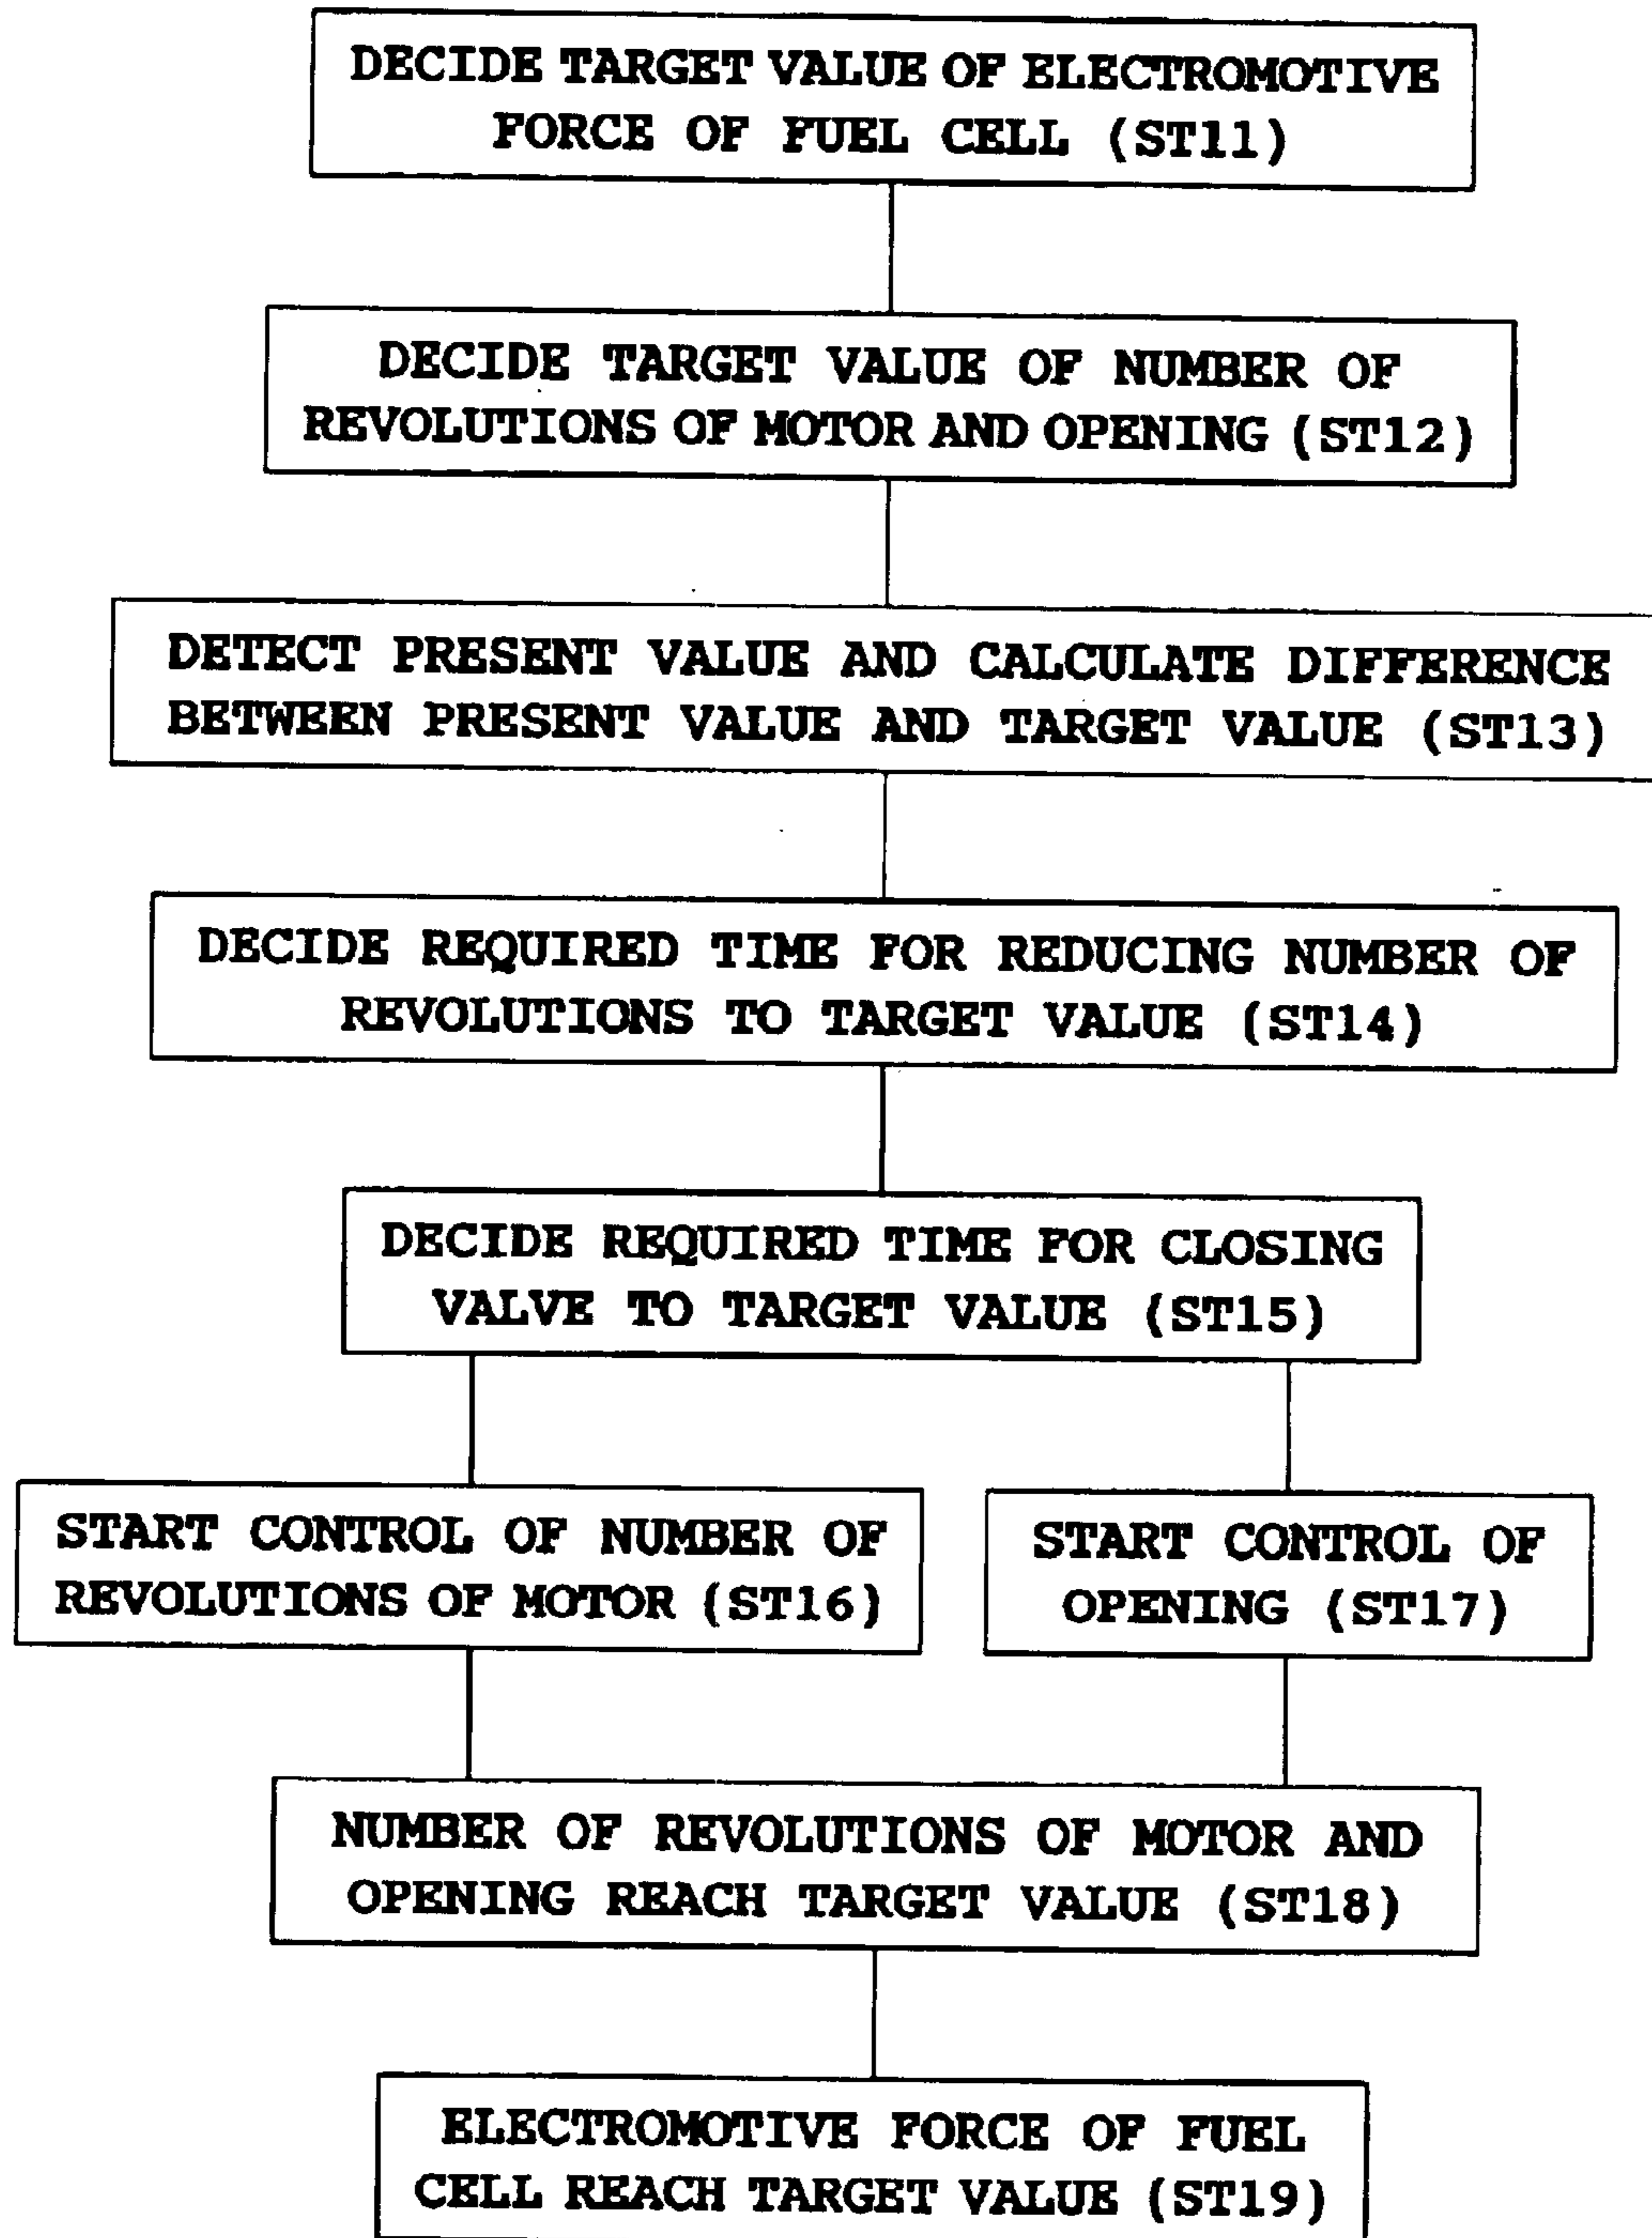 DECIDE TARGET VALUE OF ELECTROMOTIVE
FORCE OF FUEL CELL (ST11)
DECIDE TARGET VALUE OF NUMBER OF
REVOLUTIONS OF MOTOR AND OPENING (ST12)
DETECT PRESENT VALUE AND CALCULATE DIFFERENCE
BETWEEN PRESENT VALUE AND TARGET VALUE (ST13)
DECIDE REQUIRED TIME FOR REDUCING NUMBER OF
REVOLUTIONS TO TARGET VALUE (ST14)
DECIDE REQUIRED TIME FOR CLOSING
VALVE TO TARGET VALUE (ST15)
START CONTROL OF NUMBER OF
REVOLUTIONS OF MOTOR (ST16)
START CONTROL OF
OPENING (ST17)
NUMBER OF REVOLUTIONS OF MOTOR AND
OPENING REACH TARGET VALUE (ST18)
ELECTROMOTIVE FORCE OF FUEL
CELL REACH TARGET VALUE (ST19)